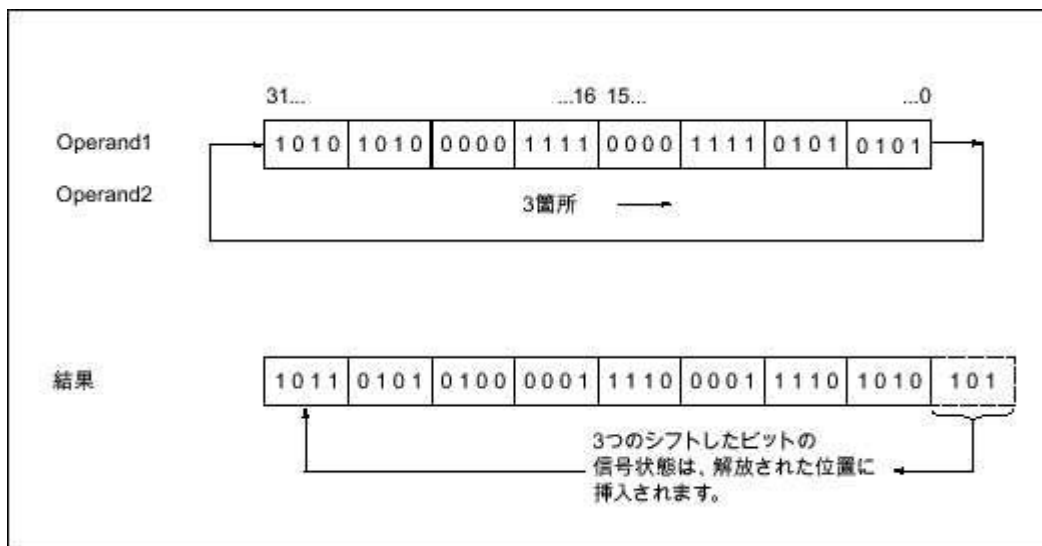 31... ...16 15... ...0
Operand1 1010 1010 0000 1111 0000 1111 0101 0101
Operand2 3箇所
結果 1011 0101 0100 0001 1110 0001 1110 1010 101
3つのシフトしたビットの
信号状態は、解放された位置に
挿入されます。